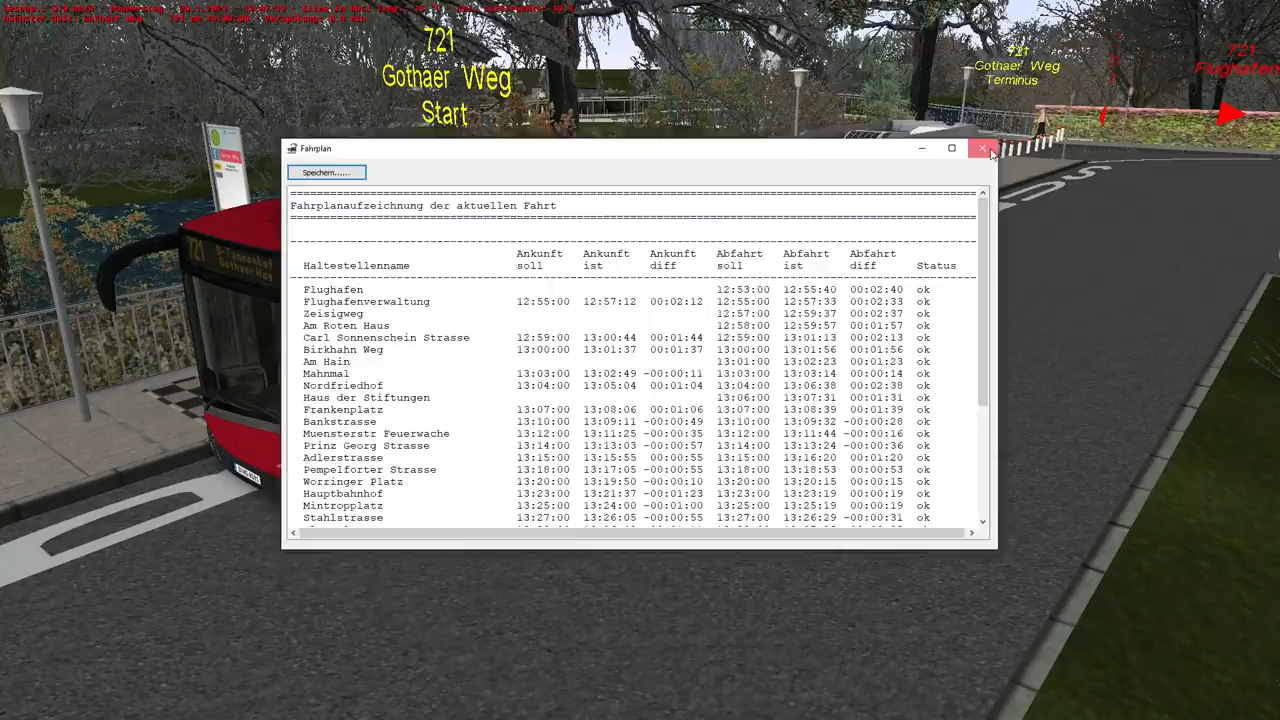 721
Gothaer Weg
Start
721
Gothaer Weg
Terminus
721
Flughafen
721
Fahrplan
Speichern......
Fahrplanaufzeichnung der aktuellen Fahrt
Haltestellenname Ankunft soll Ankunft ist Ankunft diff Abfahrt soll Abfahrt ist Abfahrt diff Status
Flughafen 12:53:00 12:55:40 00:02:40 ok
Flughafenverwaltung 12:55:00 12:57:12 00:02:12 12:55:00 12:57:33 00:02:33 ok
Zeisigweg 12:57:00 12:59:37 00:02:37 ok
Am Roten Haus 12:58:00 12:59:57 00:01:57 ok
Carl Sonnenschein Strasse 12:59:00 13:00:44 00:01:44 12:59:00 13:01:13 00:02:13 ok
Birkhahn Weg 13:00:00 13:01:37 00:01:37 13:00:00 13:01:56 00:01:56 ok
Am Hain 13:01:00 13:02:23 00:01:23 ok
Mahnmal 13:03:00 13:02:49 -00:00:11 13:03:00 13:03:14 00:00:14 ok
Nordfriedhof 13:04:00 13:05:04 00:01:04 13:04:00 13:06:38 00:02:38 ok
Haus der Stiftungen 13:06:00 13:07:31 00:01:31 ok
Frankenplatz 13:07:00 13:08:06 00:01:06 13:07:00 13:08:39 00:01:39 ok
Bankstrasse 13:10:00 13:09:11 -00:00:49 13:10:00 13:09:32 -00:00:28 ok
Muensterstr Feuerwache 13:12:00 13:11:25 -00:00:35 13:12:00 13:11:44 -00:00:16 ok
Prinz Georg Strasse 13:14:00 13:13:03 -00:00:57 13:14:00 13:13:24 -00:00:36 ok
Adlerstrasse 13:15:00 13:15:55 00:00:55 13:15:00 13:16:20 00:01:20 ok
Pempelforter Strasse 13:18:00 13:17:05 -00:00:55 13:18:00 13:18:53 00:00:53 ok
Worringer Platz 13:20:00 13:19:50 -00:00:10 13:20:00 13:20:15 00:00:15 ok
Hauptbahnhof 13:23:00 13:21:37 -00:01:23 13:23:00 13:23:19 00:00:19 ok
Mintropplatz 13:25:00 13:24:00 -00:01:00 13:25:00 13:25:19 00:00:19 ok
Stahlstrasse 13:27:00 13:26:05 -00:00:55 13:27:00 13:26:29 -00:00:31 ok